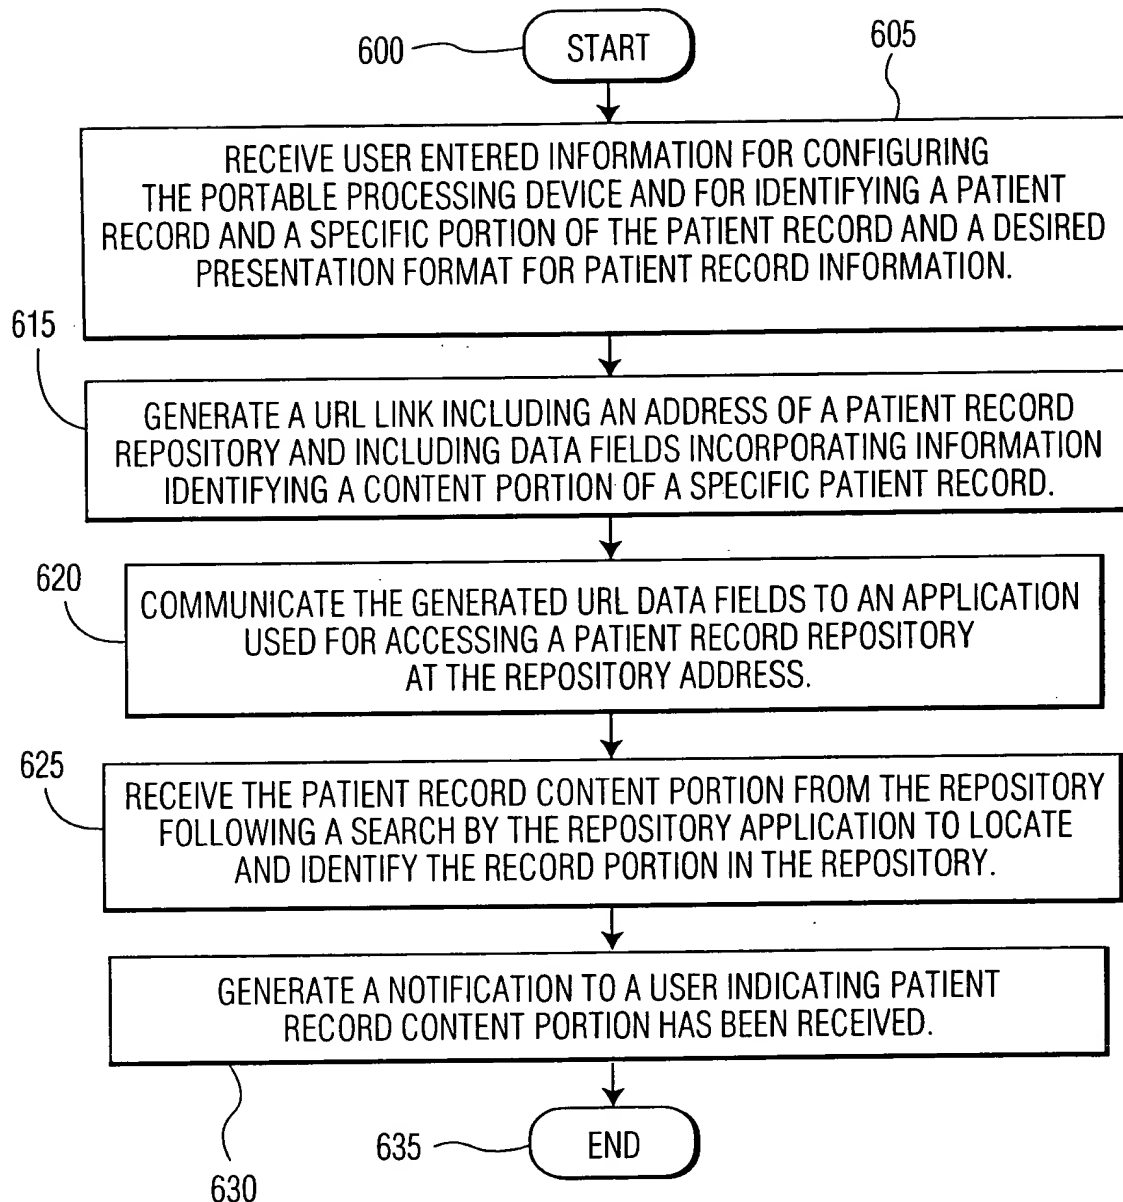 600
START
605
RECEIVE USER ENTERED INFORMATION FOR CONFIGURING
THE PORTABLE PROCESSING DEVICE AND FOR IDENTIFYING A PATIENT
RECORD AND A SPECIFIC PORTION OF THE PATIENT RECORD AND A DESIRED
PRESENTATION FORMAT FOR PATIENT RECORD INFORMATION.
615
GENERATE A URL LINK INCLUDING AN ADDRESS OF A PATIENT RECORD
REPOSITORY AND INCLUDING DATA FIELDS INCORPORATING INFORMATION
IDENTIFYING A CONTENT PORTION OF A SPECIFIC PATIENT RECORD.
620
COMMUNICATE THE GENERATED URL DATA FIELDS TO AN APPLICATION
USED FOR ACCESSING A PATIENT RECORD REPOSITORY
AT THE REPOSITORY ADDRESS.
625
RECEIVE THE PATIENT RECORD CONTENT PORTION FROM THE REPOSITORY
FOLLOWING A SEARCH BY THE REPOSITORY APPLICATION TO LOCATE
AND IDENTIFY THE RECORD PORTION IN THE REPOSITORY.
GENERATE A NOTIFICATION TO A USER INDICATING PATIENT
RECORD CONTENT PORTION HAS BEEN RECEIVED.
630
635
END